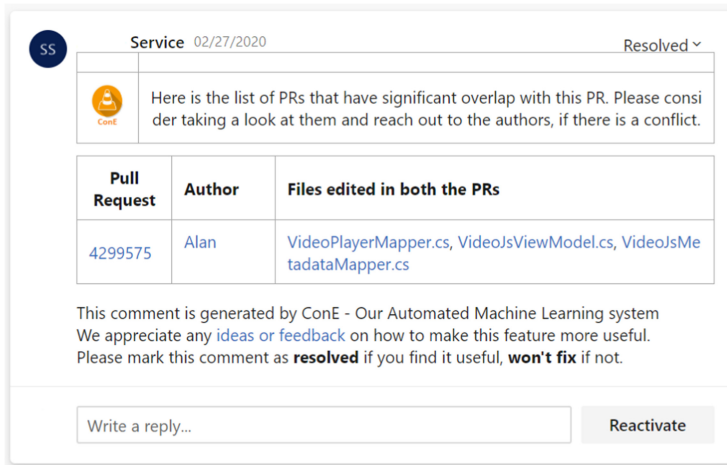 SS
Service 02/27/2020
Resolved
ConE
Here is the list of PRs that have significant overlap with this PR. Please consi
der taking a look at them and reach out to the authors, if there is a conflict.
Pull Request Author Files edited in both the PRs
4299575 Alan VideoPlayerMapper.cs, VideoJsViewModel.cs, VideoJsMe
tadataMapper.cs
This comment is generated by ConE - Our Automated Machine Learning system
We appreciate any ideas or feedback on how to make this feature more useful.
Please mark this comment as resolved if you find it useful, won't fix if not.
Write a reply...
Reactivate